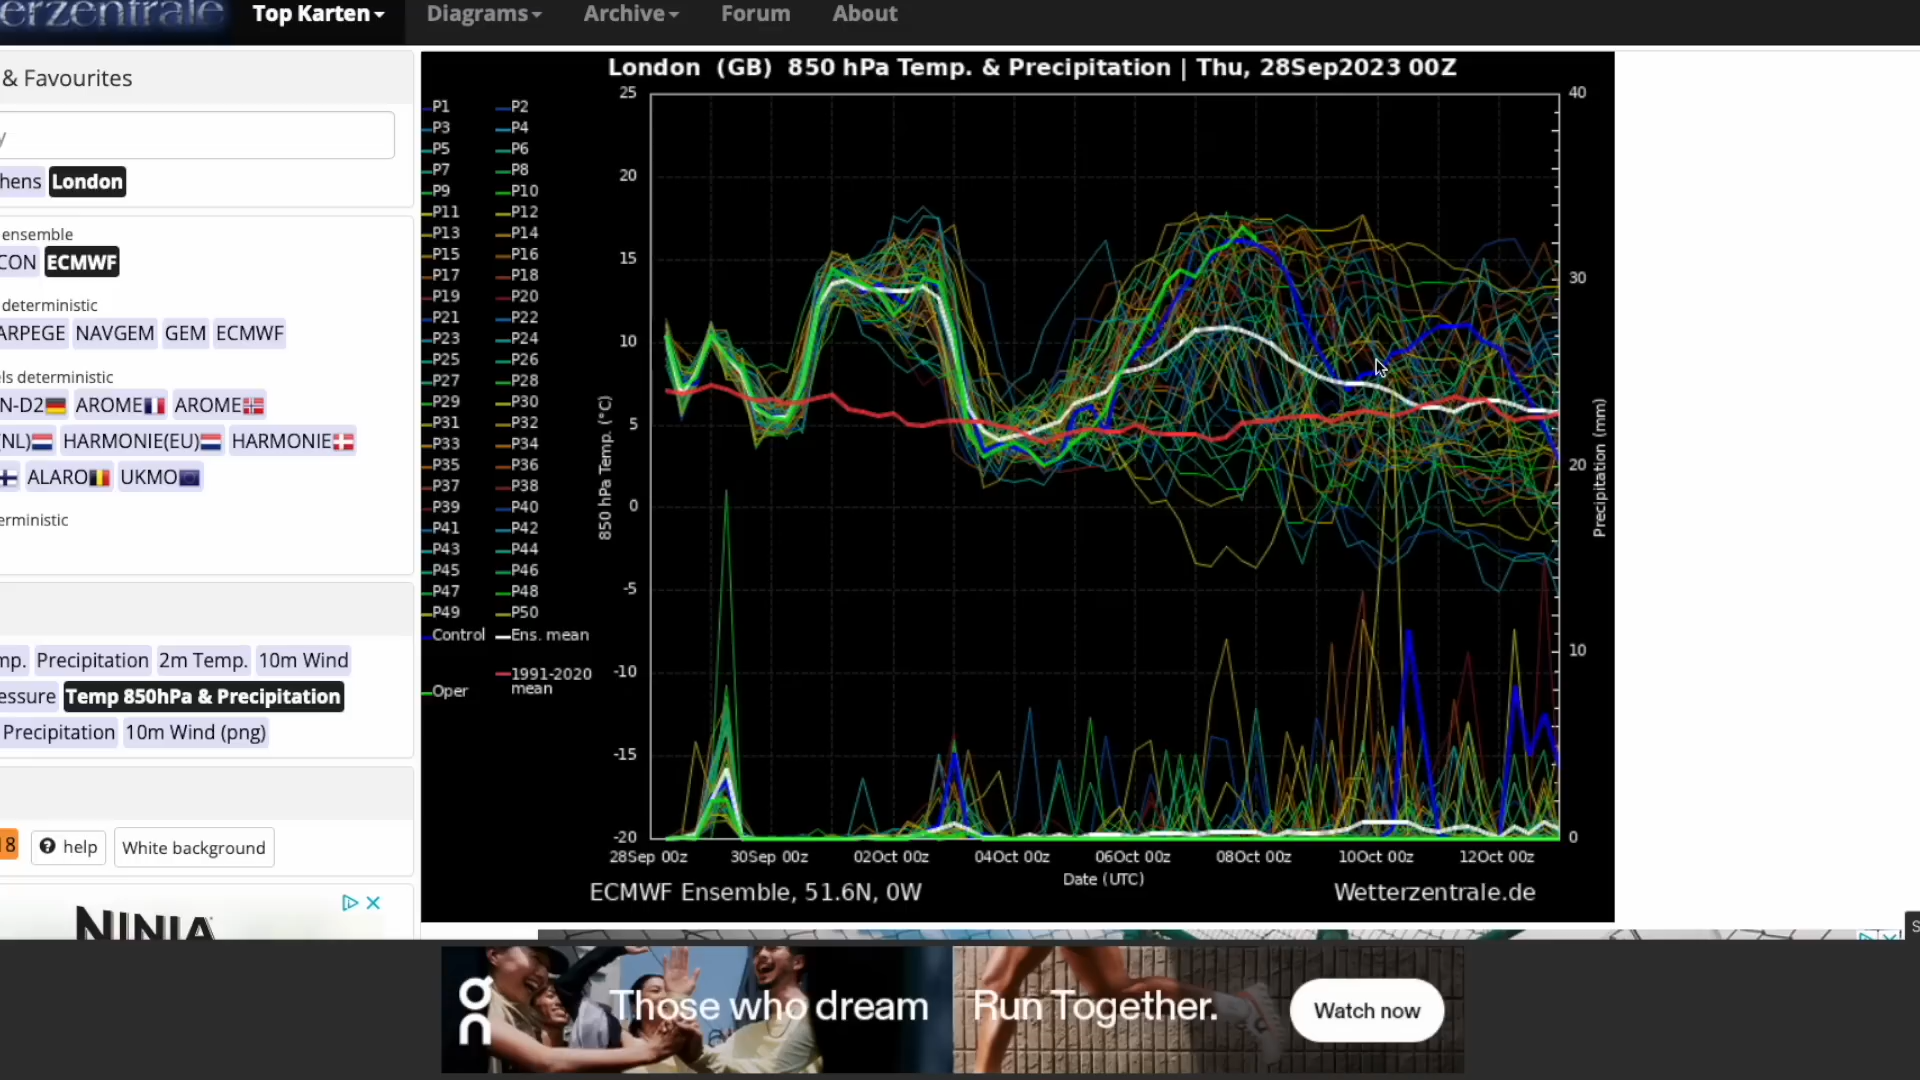 erzentrale Top Karten Diagrams Archive Forum About
& Favourites
y
hens London
ensemble
CON ECMWF
deterministic
ARPEGE NAVGEM GEM ECMWF
ls deterministic
N-D2 AROME AROME
(NL) HARMONIE(EU) HARMONIE
ALARO UKMO
erministic
mp. Precipitation 2m Temp. 10m Wind
essure Temp 850hPa & Precipitation
Precipitation 10m Wind (png)
18 help White background
NINJA
London (GB) 850 hPa Temp. & Precipitation | Thu, 28Sep2023 00Z
P1 P2
P3 P4
P5 P6
P7 P8
P9 P10
P11 P12
P13 P14
P15 P16
P17 P18
P19 P20
P21 P22
P23 P24
P25 P26
P27 P28
P29 P30
P31 P32
P33 P34
P35 P36
P37 P38
P39 P40
P41 P42
P43 P44
P45 P46
P47 P48
P49 P50
Control Ens. mean
1991-2020
mean
Oper
850 hPa Temp. (°C)
25
20
15
10
5
0
-5
-10
-15
-20
40
30
20
10
0
Precipitation (mm)
28Sep 00z 30Sep 00z 02Oct 00z 04Oct 00z 06Oct 00z 08Oct 00z 10Oct 00z 12Oct 00z
Date (UTC)
ECMWF Ensemble, 51.6N, 0W Wetterzentrale.de
S
on Those who dream Run Together. Watch now